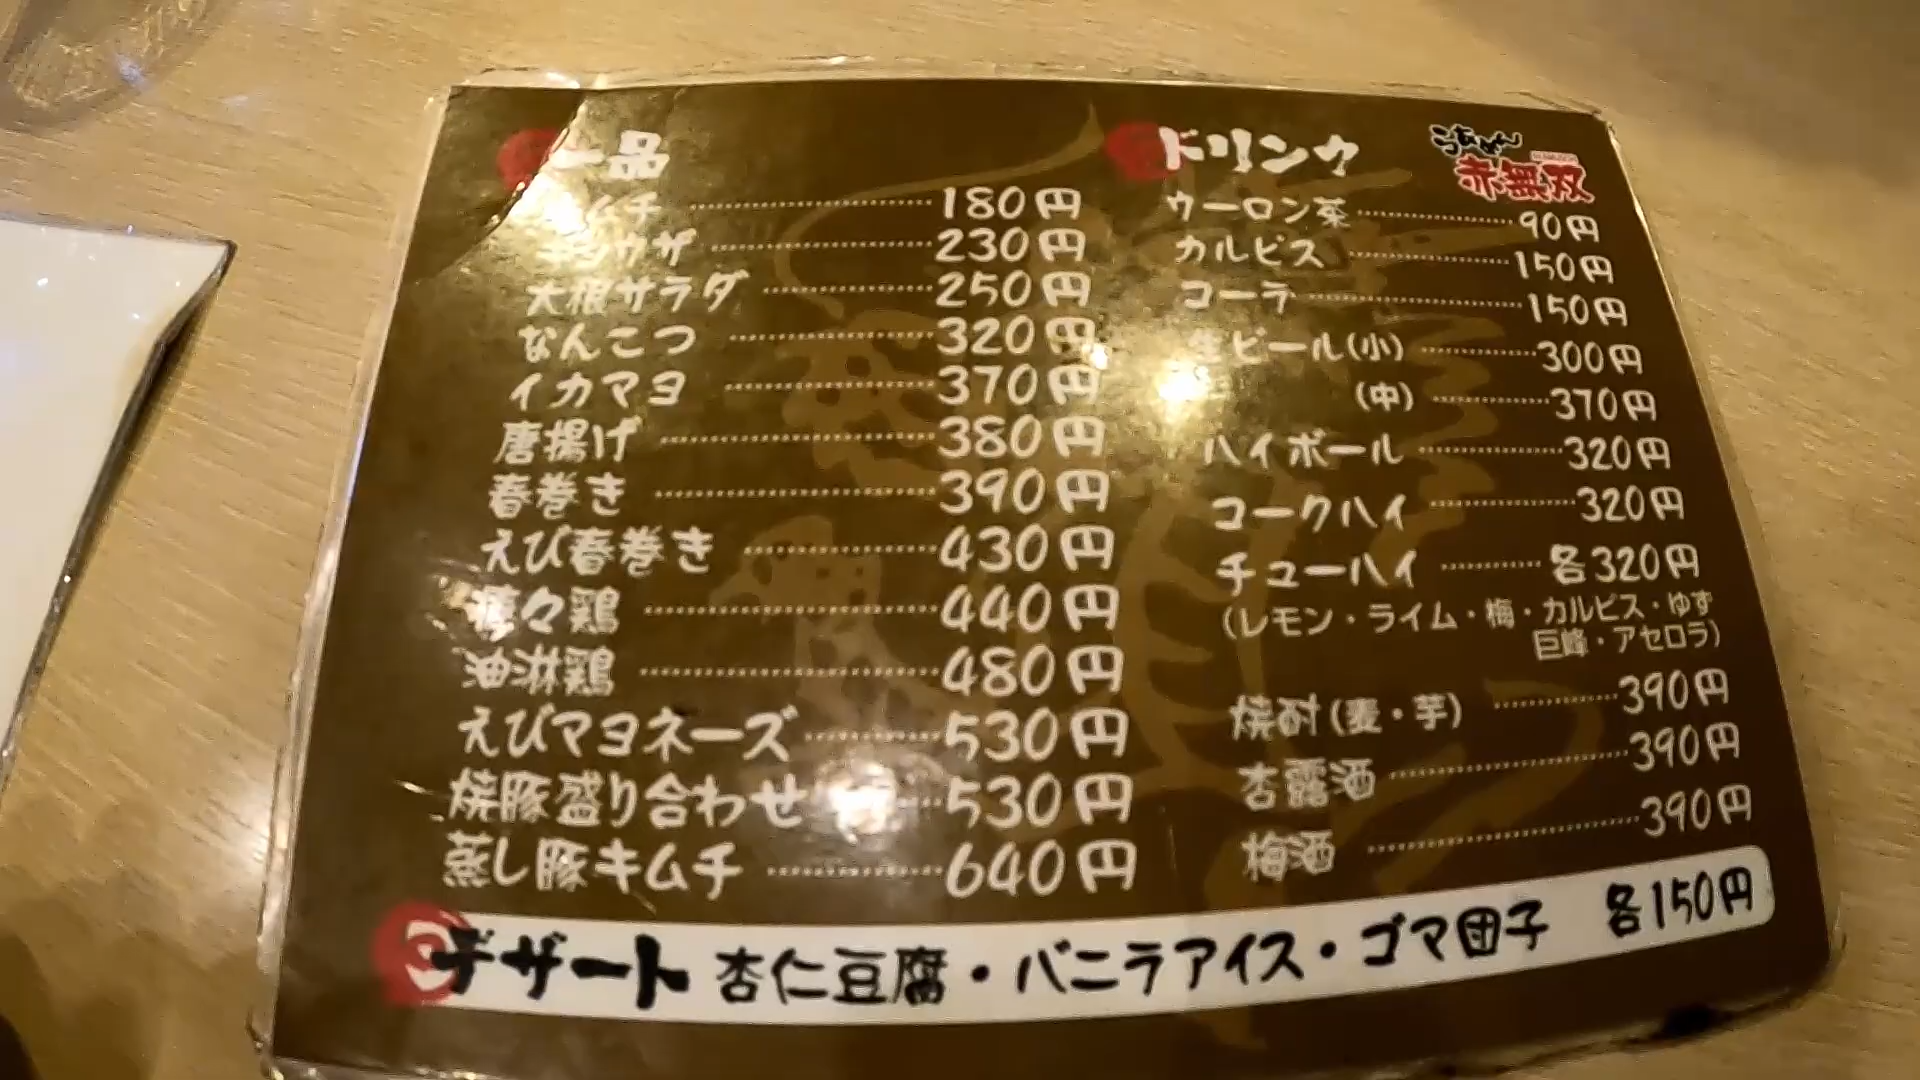 一品
キムチ 180円
ギョウザ 230円
大根サラダ 250円
なんこつ 320円
イカマヨ 370円
唐揚げ 380円
春巻き 390円
えび春巻き 430円
棒々鶏 440円
油淋鶏 480円
えびマヨネーズ 530円
焼豚盛り合わせ 530円
蒸し豚キムチ 640円
ドリンク
らあめん
赤無双
ウーロン茶 90円
カルピス 150円
コーラ 150円
生ビール(小) 300円
(中) 370円
ハイボール 320円
コークハイ 320円
チューハイ 各320円
(レモン・ライム・梅・カルピス・ゆず
巨峰・アセロラ)
焼酎(麦・芋) 390円
杏露酒 390円
梅酒 390円
デザート 杏仁豆腐・バニラアイス・ゴマ団子 各150円